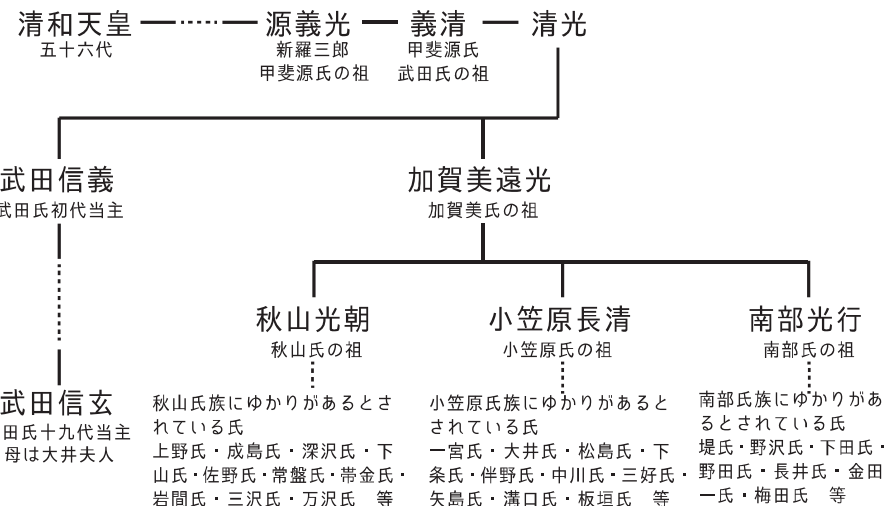 清和天皇
五十六代
源義光
新羅三郎
甲斐源氏の祖
義清
甲斐源氏
武田氏の祖
清光
武田信義
武田氏初代当主
加賀美遠光
加賀美氏の祖
秋山光朝
秋山氏の祖
小笠原長清
小笠原氏の祖
南部光行
南部氏の祖
武田信玄
田氏十九代当主
母は大井夫人
秋山氏族にゆかりがあるとさ
れている氏
上野氏・成島氏・深沢氏・下
山氏・佐野氏・常盤氏・帯金氏・
岩間氏・三沢氏・万沢氏　等
小笠原氏族にゆかりがあると
されている氏
一宮氏・大井氏・松島氏・下
条氏・伴野氏・中川氏・三好氏・
矢島氏・溝口氏・板垣氏　等
南部氏族にゆかりがあ
るとされている氏
堤氏・野沢氏・下田氏・
野田氏・長井氏・金田
一氏・梅田氏　等